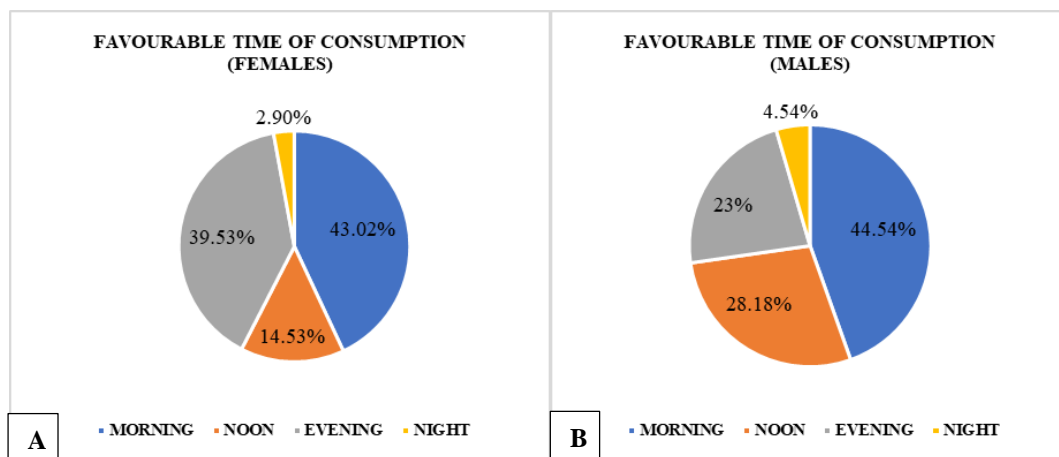 FAVOURABLE TIME OF CONSUMPTION
(FEMALES)
2.90%
39.53%
43.02%
14.53%
A
MORNING NOON EVENING NIGHT
FAVOURABLE TIME OF CONSUMPTION
(MALES)
4.54%
23%
44.54%
28.18%
B
MORNING NOON EVENING NIGHT